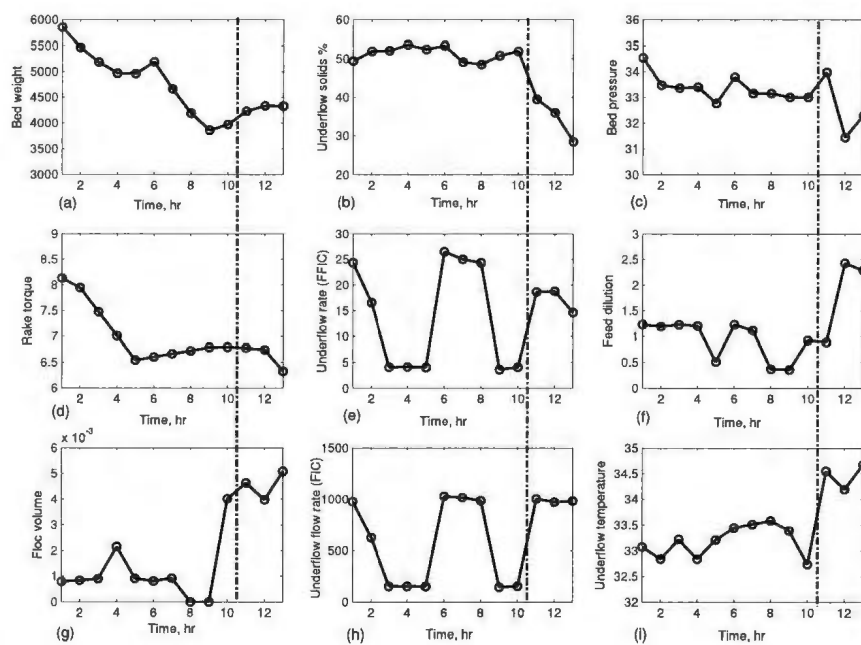 6000
5500
5000
4500
4000
3500
3000
Bed weight
2 4 6 8 10 12
(a) Time, hr
60
50
40
30
20
Underflow solids %
2 4 6 8 10 12
(b) Time, hr
36
35
34
33
32
31
Bed pressure
2 4 6 8 10 12
(c) Time, hr
9
8.5
8
7.5
7
6.5
6
Rake torque
2 4 6 8 10 12
(d) Time, hr
30
25
20
15
10
5
0
Underflow rate (FFIC)
2 4 6 8 10 12
(e) Time, hr
3
2.5
2
1.5
1
0.5
0
Feed dilution
2 4 6 8 10 12
(f) Time, hr
x 10-3
6
5
4
3
2
1
0
Floc volume
2 4 6 8 10 12
(g) Time, hr
1500
1000
500
0
Underflow flow rate (FIC)
2 4 6 8 10 12
(h) Time, hr
35
34.5
34
33.5
33
32.5
32
Underflow temperature
2 4 6 8 10 12
(i) Time, hr